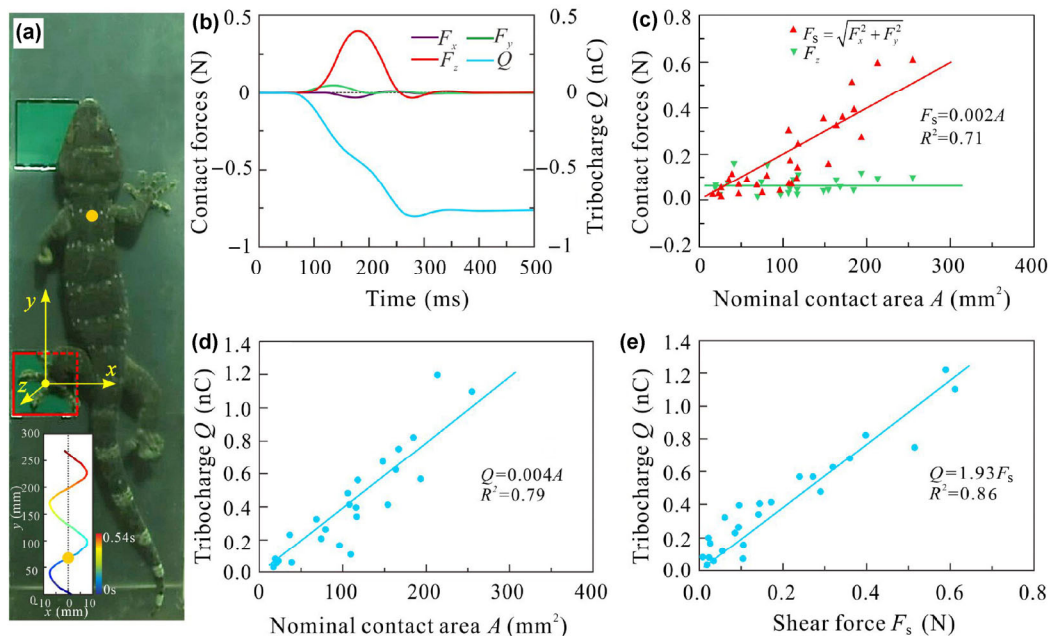 (a)
y
x
z
300
250
200
150
100
50
0
y (mm)
0.54s
0s
-10 0 10
x (mm)
(b)
Contact forces (N)
0.5
0
−0.5
−1
0 100 200 300 400 500
Time (ms)
Tribocharge Q (nC)
0.5
0
−0.5
−1
Fx Fy
Fz Q
(c)
Contact forces (N)
0.8
0.6
0.4
0.2
0.0
−0.2
0 100 200 300 400
Nominal contact area A (mm²)
Fs=√Fx²+Fy²
Fz
Fs=0.002A
R²=0.71
(d)
Tribocharge Q (nC)
1.4
1.2
1.0
0.8
0.6
0.4
0.2
0.0
0 100 200 300 400
Nominal contact area A (mm²)
Q=0.004A
R²=0.79
(e)
Tribocharge Q (nC)
1.4
1.2
1.0
0.8
0.6
0.4
0.2
0.0
0.0 0.2 0.4 0.6 0.8
Shear force Fs (N)
Q=1.93Fs
R²=0.86